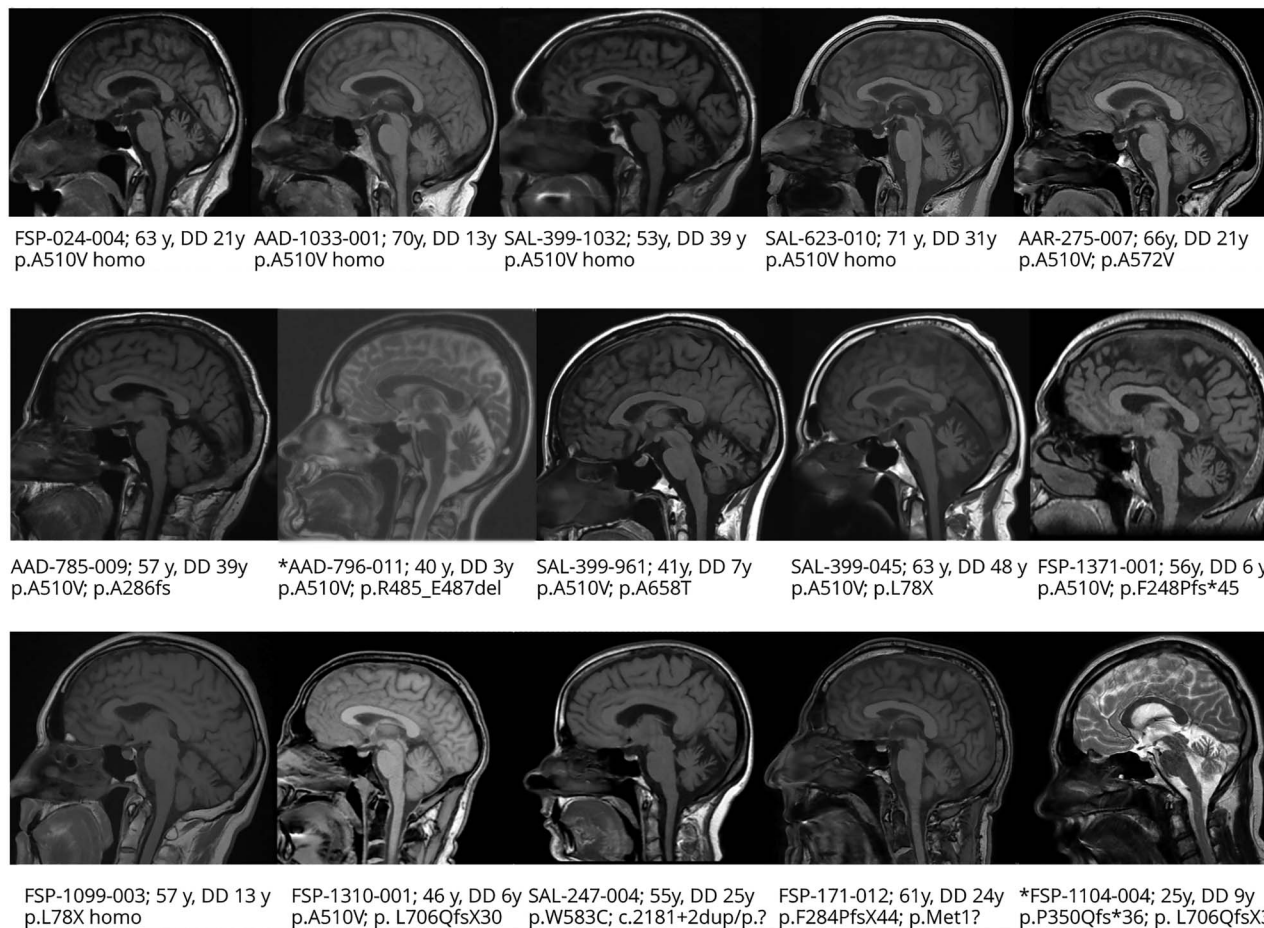 FSP-024-004; 63 y, DD 21y
p.A510V homo
AAD-1033-001; 70y, DD 13y
p.A510V homo
SAL-399-1032; 53y, DD 39 y
p.A510V homo
SAL-623-010; 71 y, DD 31y
p.A510V homo
AAR-275-007; 66y, DD 21y
p.A510V; p.A572V
AAD-785-009; 57 y, DD 39y
p.A510V; p.A286fs
*AAD-796-011; 40 y, DD 3y
p.A510V; p.R485_E487del
SAL-399-961; 41y, DD 7y
p.A510V; p.A658T
SAL-399-045; 63 y, DD 48 y
p.A510V; p.L78X
FSP-1371-001; 56y, DD 6 y
p.A510V; p.F248Pfs*45
FSP-1099-003; 57 y, DD 13 y
p.L78X homo
FSP-1310-001; 46 y, DD 6y
p.A510V; p. L706QfsX30
SAL-247-004; 55y, DD 25y
p.W583C; c.2181+2dup/p.?
FSP-171-012; 61y, DD 24y
p.F284PfsX44; p.Met1?
*FSP-1104-004; 25y, DD 9y
p.P350Qfs*36; p.